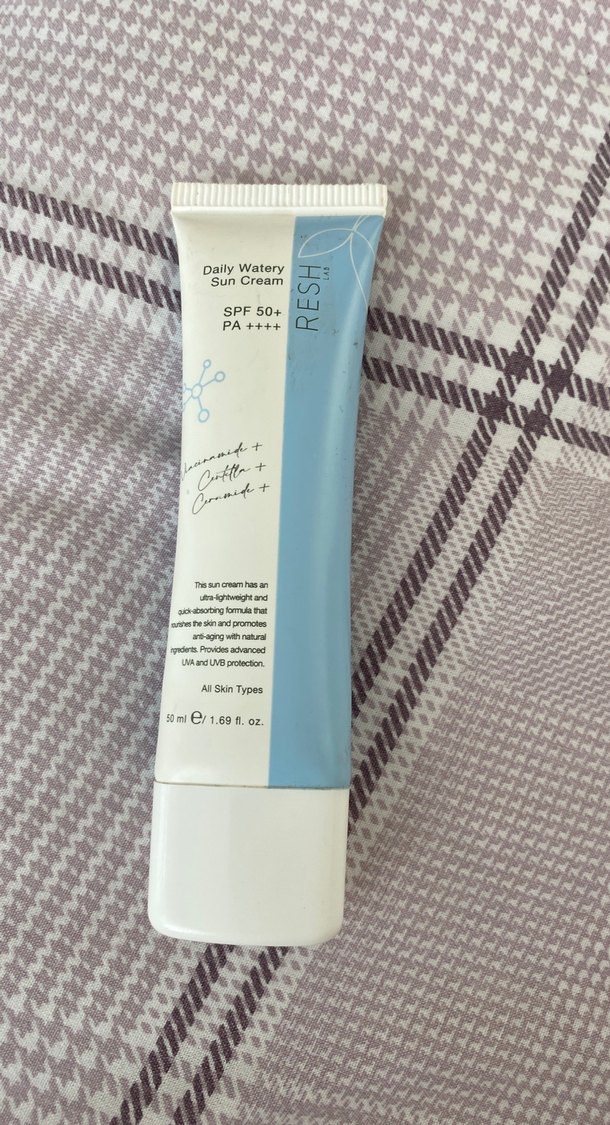 Daily Watery
Sun Cream
SPF 50+
PA ++++
RESH
LAB
Niacinamide +
Centella +
Ceramide +
This sun cream has an
ultra-lightweight and
quick-absorbing formula that
nourishes the skin and promotes
anti-aging with natural
ingredients. Provides advanced
UVA and UVB protection.
All Skin Types
50 ml ℮/ 1.69 fl. oz.